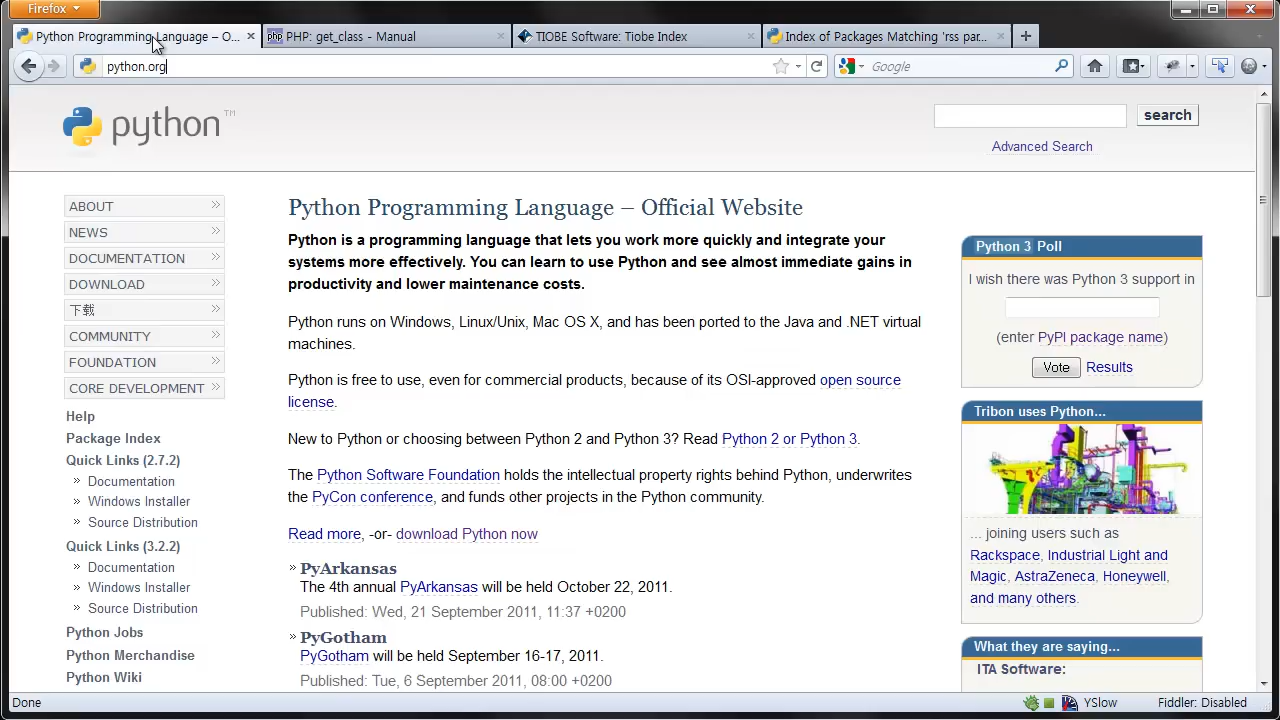 Firefox
Python Programming Language – O...
PHP: get_class - Manual
TIOBE Software: Tiobe Index
Index of Packages Matching 'rss par...
python.org
Google
python™
search
Advanced Search
ABOUT
NEWS
DOCUMENTATION
DOWNLOAD
下载
COMMUNITY
FOUNDATION
CORE DEVELOPMENT
Help
Package Index
Quick Links (2.7.2)
Documentation
Windows Installer
Source Distribution
Quick Links (3.2.2)
Documentation
Windows Installer
Source Distribution
Python Jobs
Python Merchandise
Python Wiki
Python Programming Language – Official Website
Python is a programming language that lets you work more quickly and integrate your
systems more effectively. You can learn to use Python and see almost immediate gains in
productivity and lower maintenance costs.
Python runs on Windows, Linux/Unix, Mac OS X, and has been ported to the Java and .NET virtual
machines.
Python is free to use, even for commercial products, because of its OSI-approved open source
license.
New to Python or choosing between Python 2 and Python 3? Read Python 2 or Python 3.
The Python Software Foundation holds the intellectual property rights behind Python, underwrites
the PyCon conference, and funds other projects in the Python community.
Read more, -or- download Python now
PyArkansas
The 4th annual PyArkansas will be held October 22, 2011.
Published: Wed, 21 September 2011, 11:37 +0200
PyGotham
PyGotham will be held September 16-17, 2011.
Published: Tue, 6 September 2011, 08:00 +0200
Python 3 Poll
I wish there was Python 3 support in
(enter PyPI package name)
Vote Results
Tribon uses Python...
... joining users such as
Rackspace, Industrial Light and
Magic, AstraZeneca, Honeywell,
and many others.
What they are saying...
ITA Software:
Done
YSlow
Fiddler: Disabled